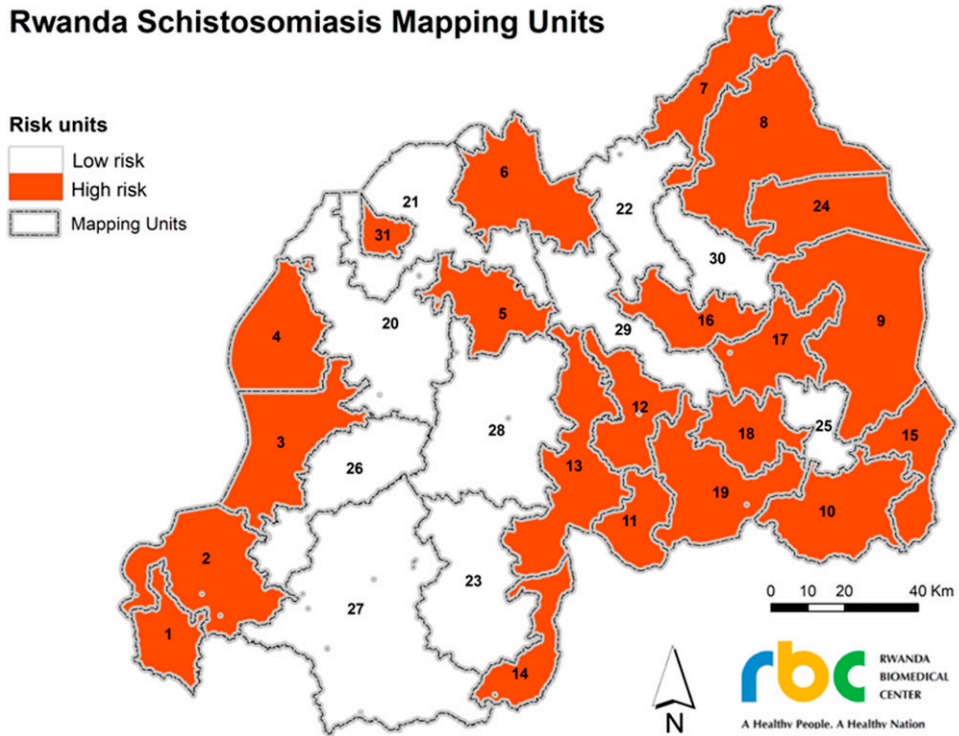 Rwanda Schistosomiasis Mapping Units
Risk units
Low risk
High risk
Mapping Units
7
8
6
21
24
22
31
30
5
16
9
4
20
29
17
12
25
28
18
15
3
13
26
19
11
10
2
23
27
1
14
0 10 20 40 Km
N
rbc
RWANDA
BIOMEDICAL
CENTER
A Healthy People. A Healthy Nation